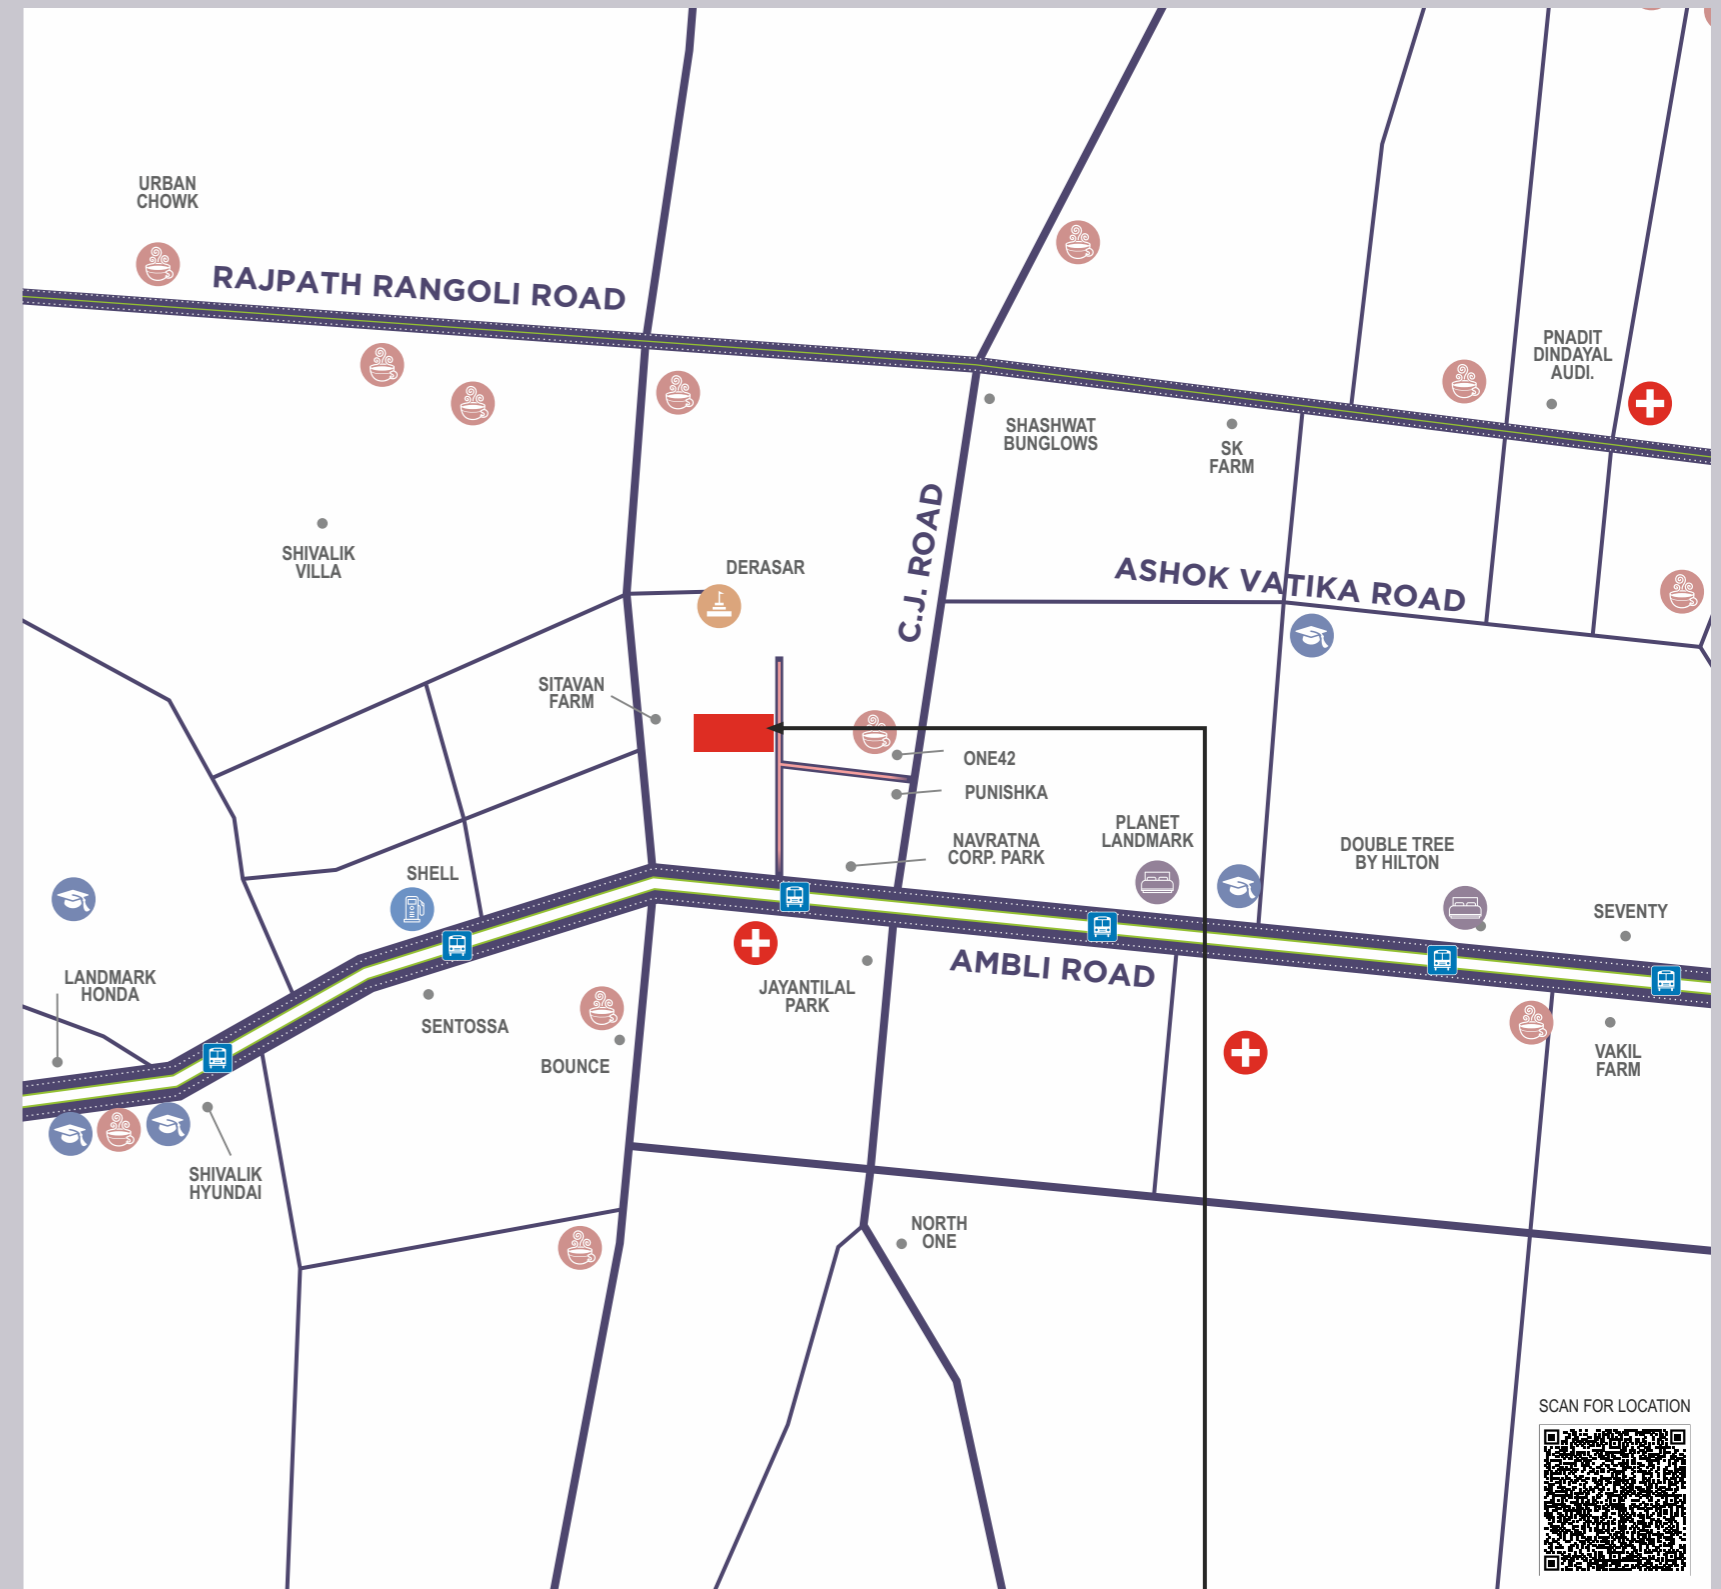 URBAN
CHOWK
RAJPATH RANGOLI ROAD
PNADIT
DINDAYAL
AUDI.
SHASHWAT
BUNGLOWS
SK
FARM
C.J. ROAD
SHIVALIK
VILLA
DERASAR
ASHOK VATIKA ROAD
SITAVAN
FARM
ONE42
PUNISHKA
NAVRATNA
CORP. PARK
PLANET
LANDMARK
DOUBLE TREE
BY HILTON
SHELL
SEVENTY
LANDMARK
HONDA
AMBLI ROAD
JAYANTILAL
PARK
SENTOSSA
BOUNCE
VAKIL
FARM
SHIVALIK
HYUNDAI
NORTH
ONE
SCAN FOR LOCATION